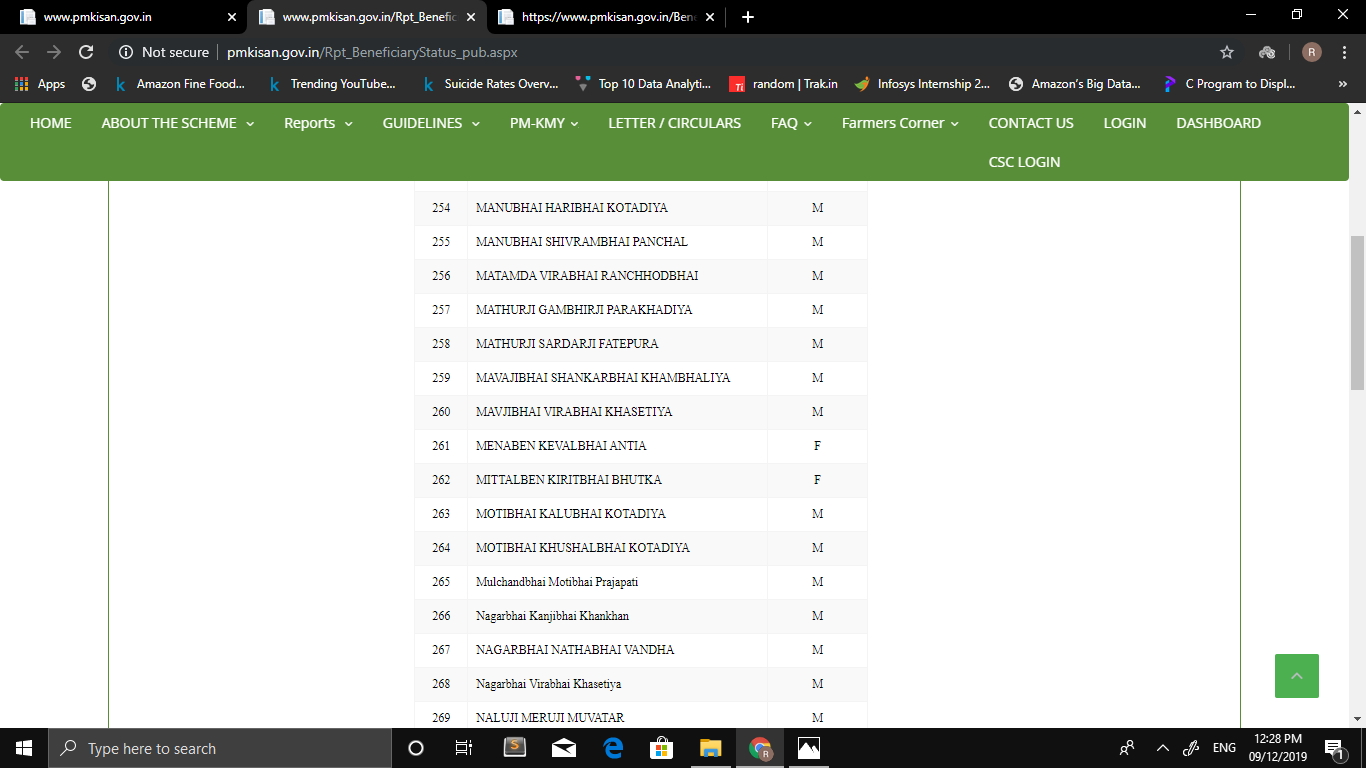 www.pmkisan.gov.in
www.pmkisan.gov.in/Rpt_Benefic
https://www.pmkisan.gov.in/Bene
Not secure pmkisan.gov.in/Rpt_BeneficiaryStatus_pub.aspx R
Apps Amazon Fine Food... Trending YouTube... Suicide Rates Overv... Top 10 Data Analyti... Ti random | Trak.in Infosys Internship 2... Amazon's Big Data... C Program to Displ... »
HOME ABOUT THE SCHEME Reports GUIDELINES PM-KMY LETTER / CIRCULARS FAQ Farmers Corner CONTACT US LOGIN DASHBOARD
CSC LOGIN
254 MANUBHAI HARIBHAI KOTADIYA M
255 MANUBHAI SHIVRAMBHAI PANCHAL M
256 MATAMDA VIRABHAI RANCHHODBHAI M
257 MATHURJI GAMBHIRJI PARAKHADIYA M
258 MATHURJI SARDARJI FATEPURA M
259 MAVAJIBHAI SHANKARBHAI KHAMBHALIYA M
260 MAVJIBHAI VIRABHAI KHASETIYA M
261 MENABEN KEVALBHAI ANTIA F
262 MITTALBEN KIRITBHAI BHUTKA F
263 MOTIBHAI KALUBHAI KOTADIYA M
264 MOTIBHAI KHUSHALBHAI KOTADIYA M
265 Mulchandbhai Motibhai Prajapati M
266 Nagarbhai Kanjibhai Khankhan M
267 NAGARBHAI NATHABHAI VANDHA M
268 Nagarbhai Virabhai Khasetiya M
269 NALUJI MERUJI MUVATAR M
Type here to search S R ENG 12:28 PM
09/12/2019 1